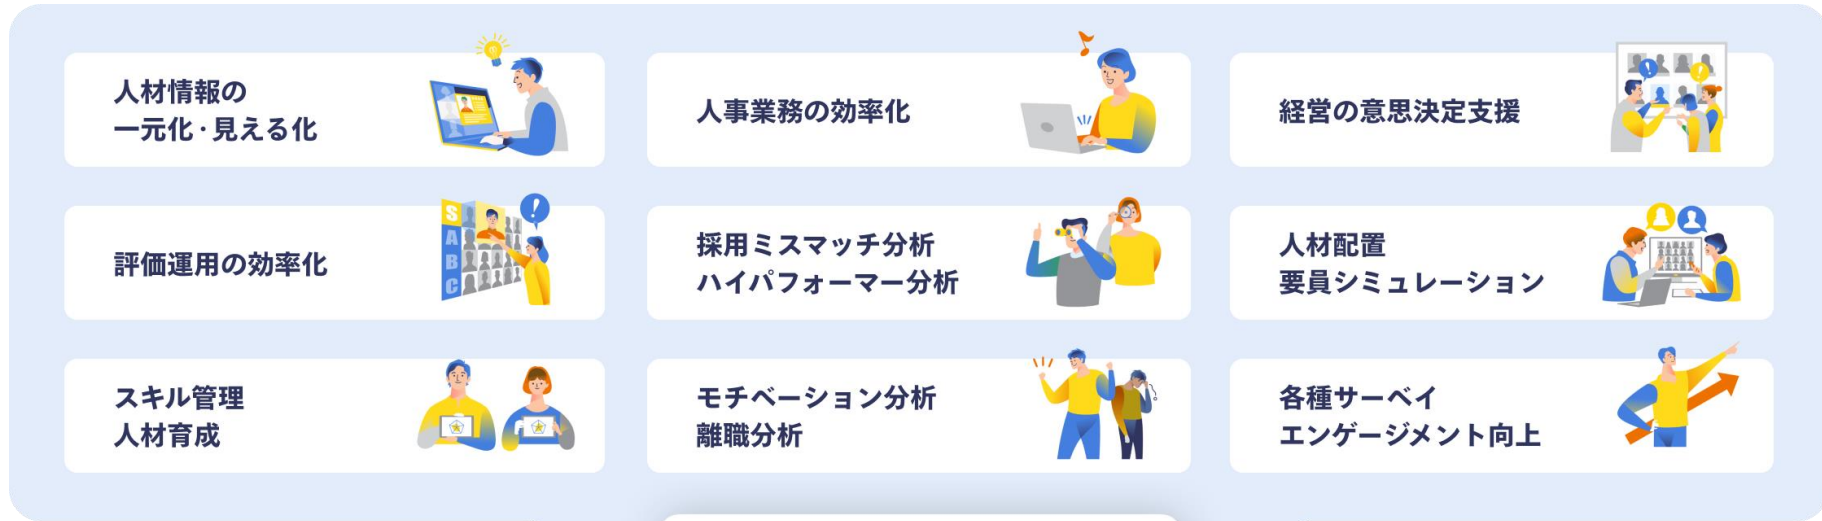 人材情報の
一元化・見える化
人事業務の効率化
経営の意思決定支援
評価運用の効率化
S
A
B
C
採用ミスマッチ分析
ハイパフォーマー分析
人材配置
要員シミュレーション
スキル管理
人材育成
モチベーション分析
離職分析
各種サーベイ
エンゲージメント向上